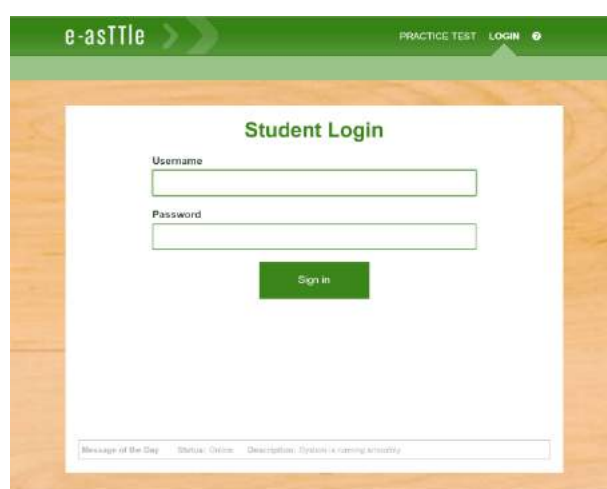 e-asTTle
PRACTICE TEST LOGIN ?
Student Login
Username
Password
Sign in
Message of the Day Status: Online Description: System is running smoothly